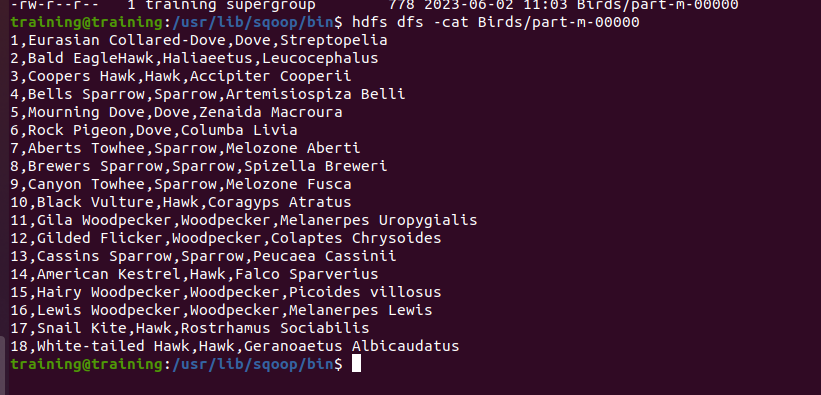 -rw-r--r--   1 training supergroup        778 2023-06-02 11:03 Birds/part-m-00000
training@training:/usr/lib/sqoop/bin$ hdfs dfs -cat Birds/part-m-00000
1,Eurasian Collared-Dove,Dove,Streptopelia
2,Bald EagleHawk,Haliaeetus,Leucocephalus
3,Coopers Hawk,Hawk,Accipiter Cooperii
4,Bells Sparrow,Sparrow,Artemisiospiza Belli
5,Mourning Dove,Dove,Zenaida Macroura
6,Rock Pigeon,Dove,Columba Livia
7,Aberts Towhee,Sparrow,Melozone Aberti
8,Brewers Sparrow,Sparrow,Spizella Breweri
9,Canyon Towhee,Sparrow,Melozone Fusca
10,Black Vulture,Hawk,Coragyps Atratus
11,Gila Woodpecker,Woodpecker,Melanerpes Uropygialis
12,Gilded Flicker,Woodpecker,Colaptes Chrysoides
13,Cassins Sparrow,Sparrow,Peucaea Cassinii
14,American Kestrel,Hawk,Falco Sparverius
15,Hairy Woodpecker,Woodpecker,Picoides villosus
16,Lewis Woodpecker,Woodpecker,Melanerpes Lewis
17,Snail Kite,Hawk,Rostrhamus Sociabilis
18,White-tailed Hawk,Hawk,Geranoaetus Albicaudatus
training@training:/usr/lib/sqoop/bin$